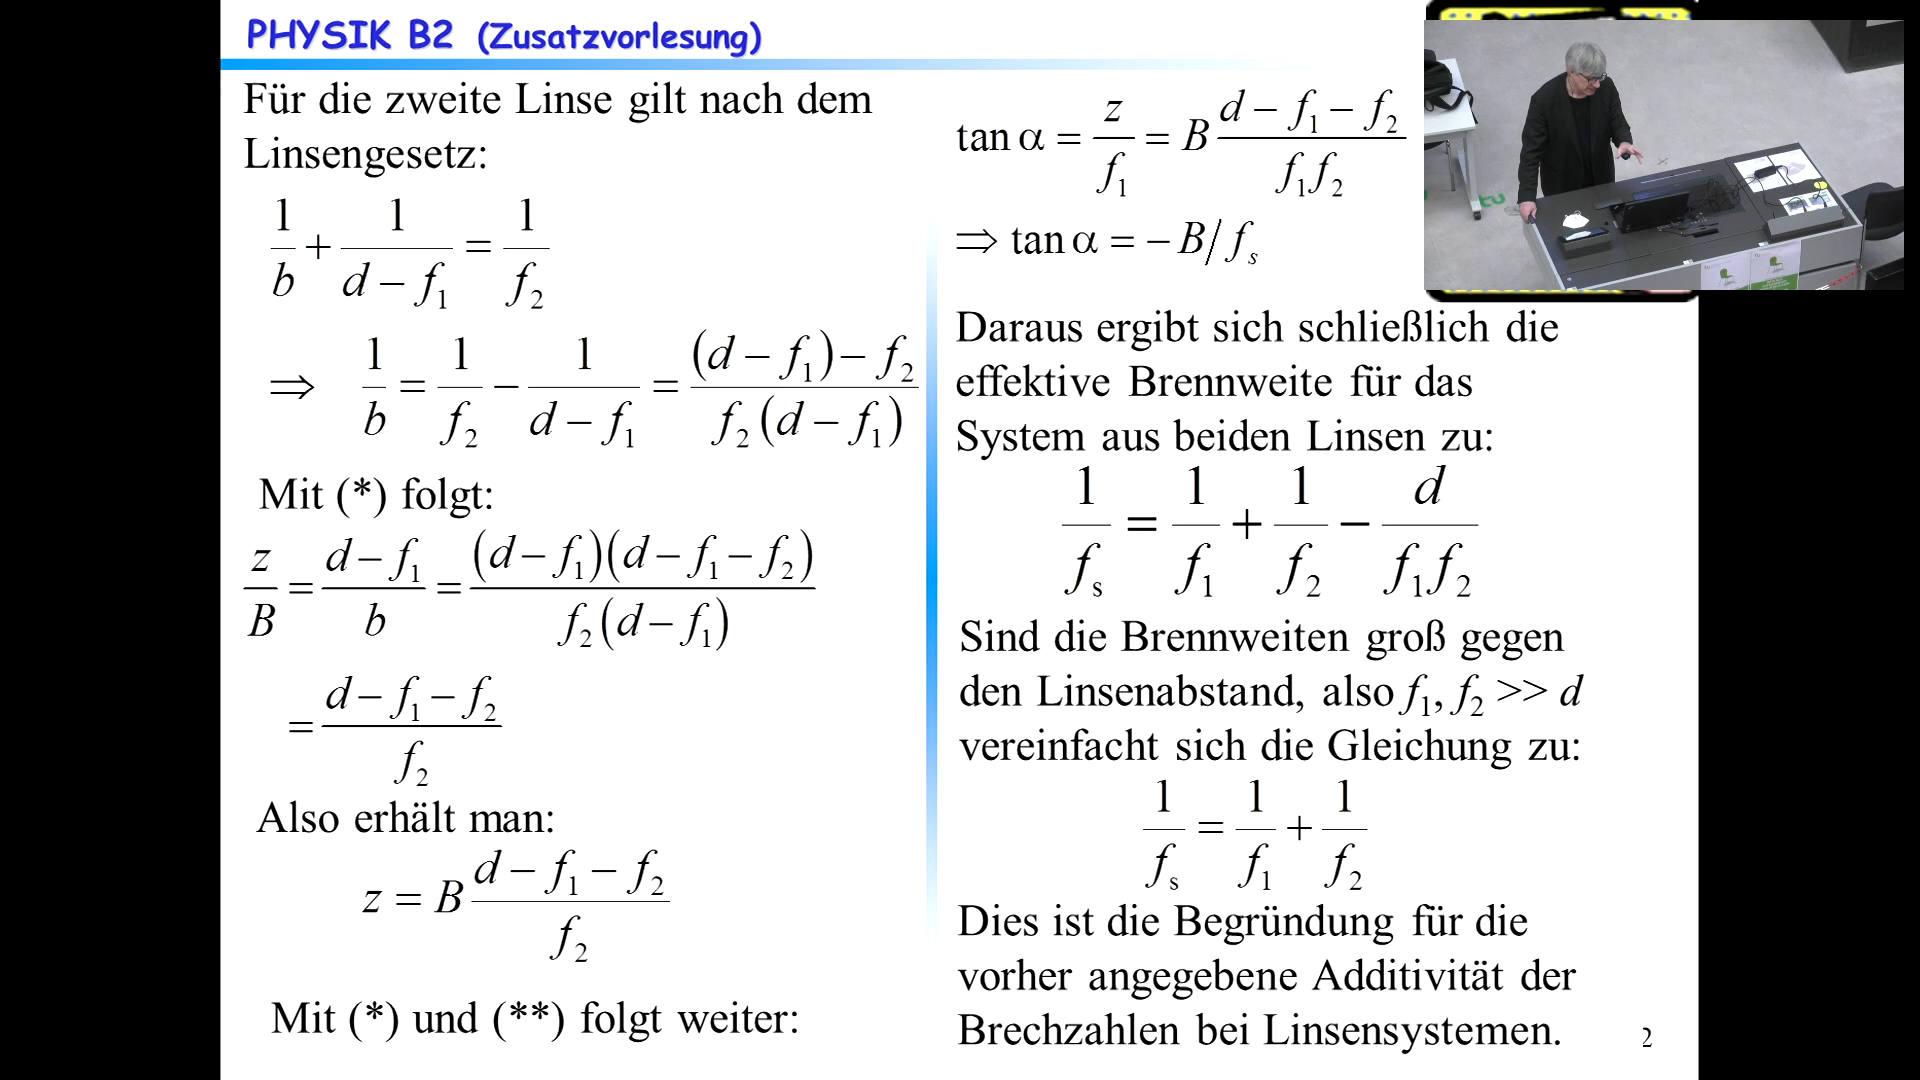 PHYSIK B2 (Zusatzvorlesung)
Für die zweite Linse gilt nach dem
Linsengesetz:
1/b + 1/(d − f₁) = 1/f₂
⇒ 1/b = 1/f₂ − 1/(d − f₁) = ((d − f₁) − f₂)/(f₂(d − f₁))
Mit (*) folgt:
z/B = (d − f₁)/b = ((d − f₁)(d − f₁ − f₂))/(f₂(d − f₁))
= (d − f₁ − f₂)/f₂
Also erhält man:
z = B (d − f₁ − f₂)/f₂
Mit (*) und (**) folgt weiter:
tan α = z/f₁ = B (d − f₁ − f₂)/(f₁f₂)
⇒ tan α = − B/fₛ
Daraus ergibt sich schließlich die
effektive Brennweite für das
System aus beiden Linsen zu:
1/fₛ = 1/f₁ + 1/f₂ − d/(f₁f₂)
Sind die Brennweiten groß gegen
den Linsenabstand, also f₁, f₂ >> d
vereinfacht sich die Gleichung zu:
1/fₛ = 1/f₁ + 1/f₂
Dies ist die Begründung für die
vorher angegebene Additivität der
Brechzahlen bei Linsensystemen.
2